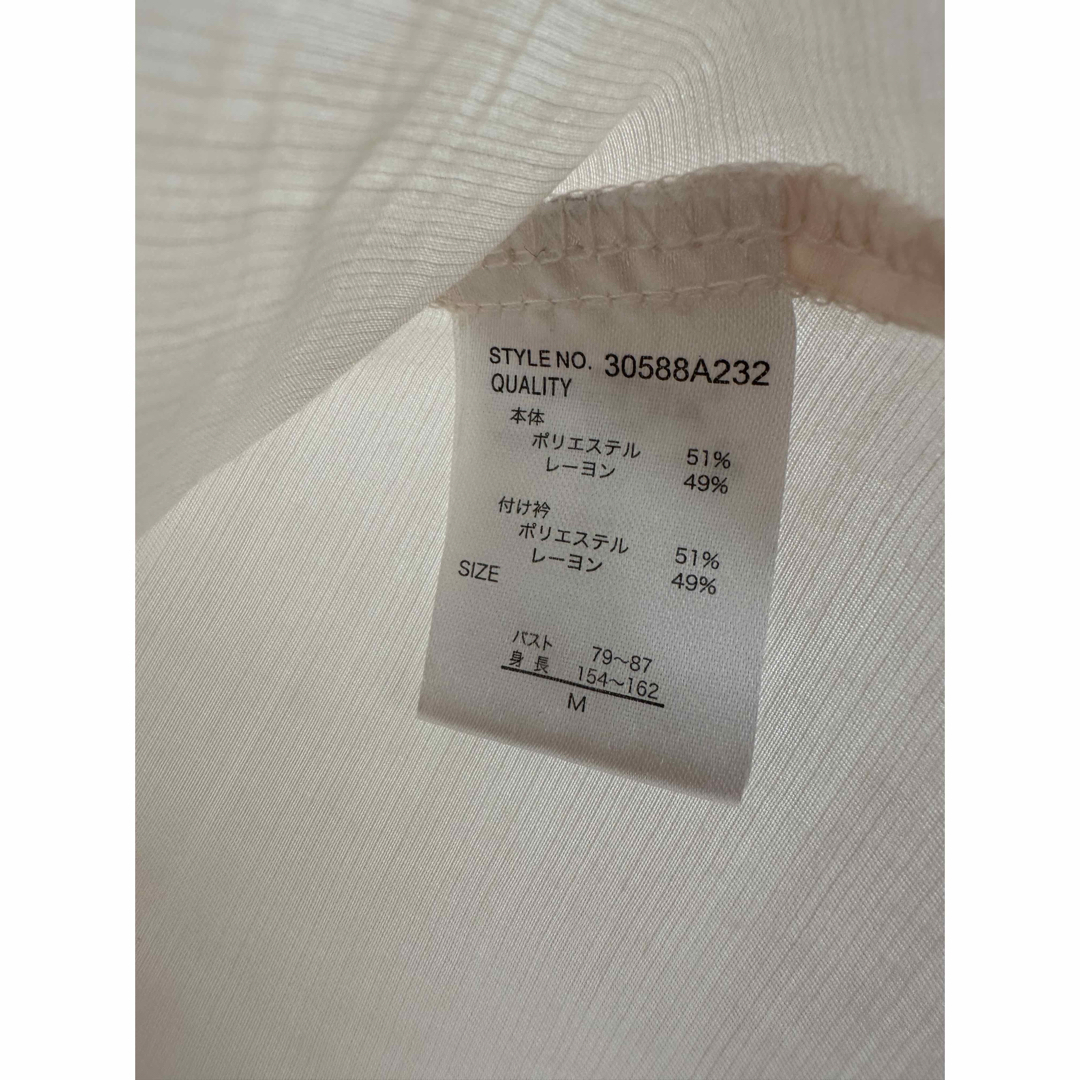 STYLE NO. 30588A232
QUALITY
本体
ポリエステル 51%
レーヨン 49%
付け衿
ポリエステル 51%
レーヨン 49%
SIZE
バスト 79～87
身長 154～162
M